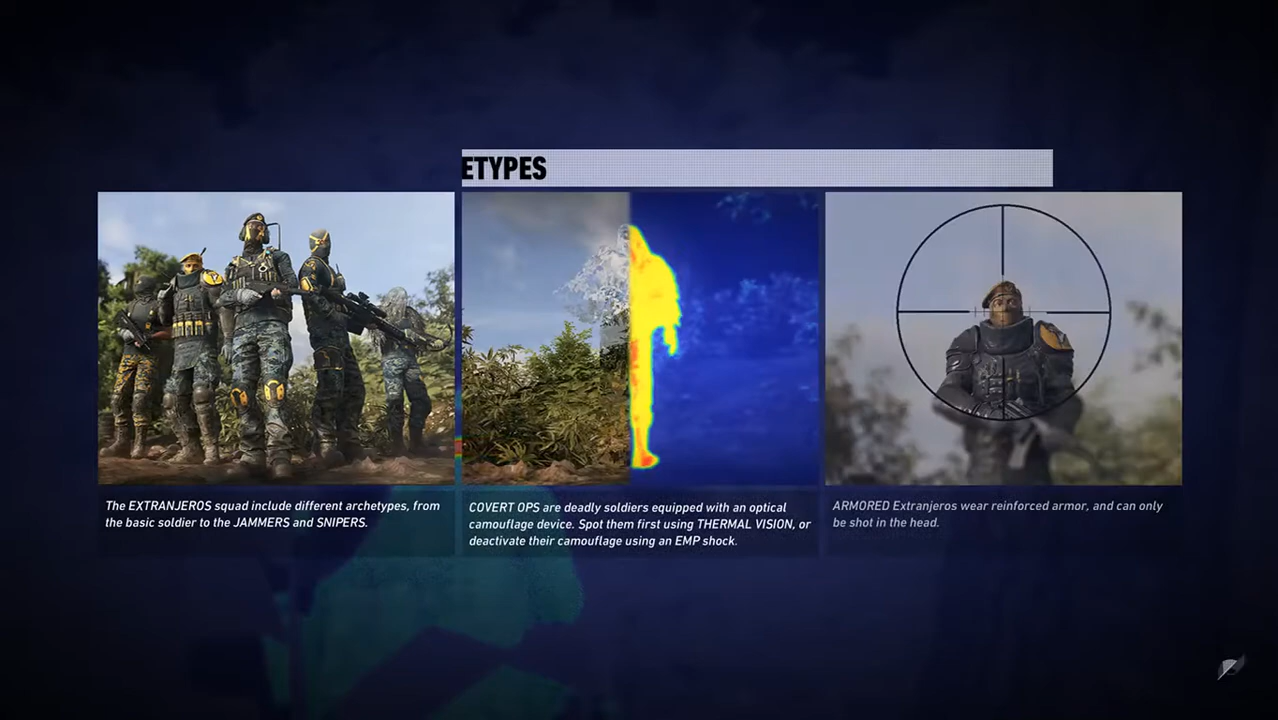 ETYPES
The EXTRANJEROS squad include different archetypes, from
the basic soldier to the JAMMERS and SNIPERS.
COVERT OPS are deadly soldiers equipped with an optical
camouflage device. Spot them first using THERMAL VISION, or
deactivate their camouflage using an EMP shock.
ARMORED Extranjeros wear reinforced armor, and can only
be shot in the head.